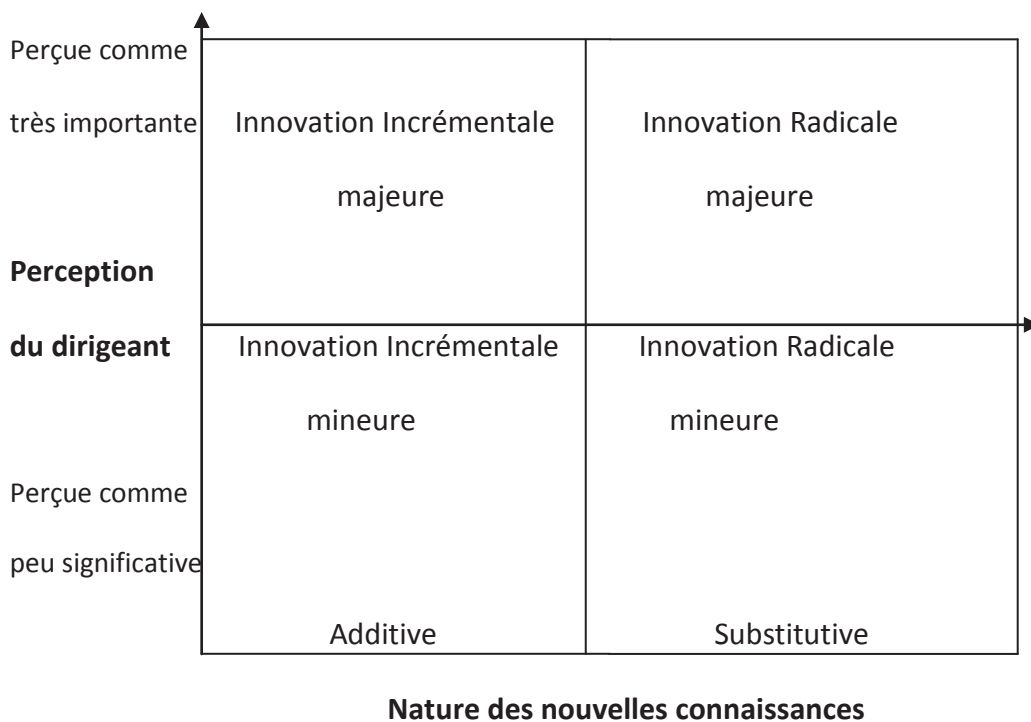 Perçue comme
très importante
Innovation Incrémentale
majeure
Innovation Radicale
majeure
Perception
du dirigeant
Innovation Incrémentale
mineure
Innovation Radicale
mineure
Perçue comme
peu significative
Additive
Substitutive
Nature des nouvelles connaissances